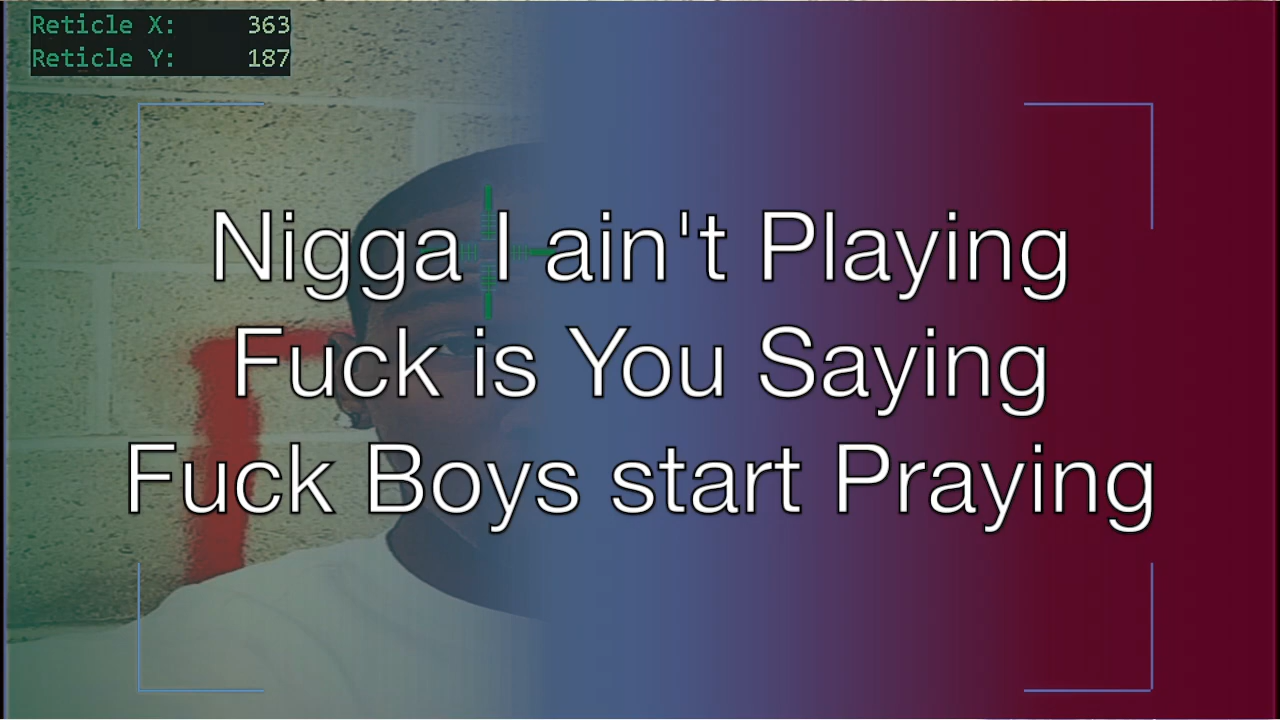 Reticle X: 363
Reticle Y: 187
Nigga I ain't Playing
Fuck is You Saying
Fuck Boys start Praying